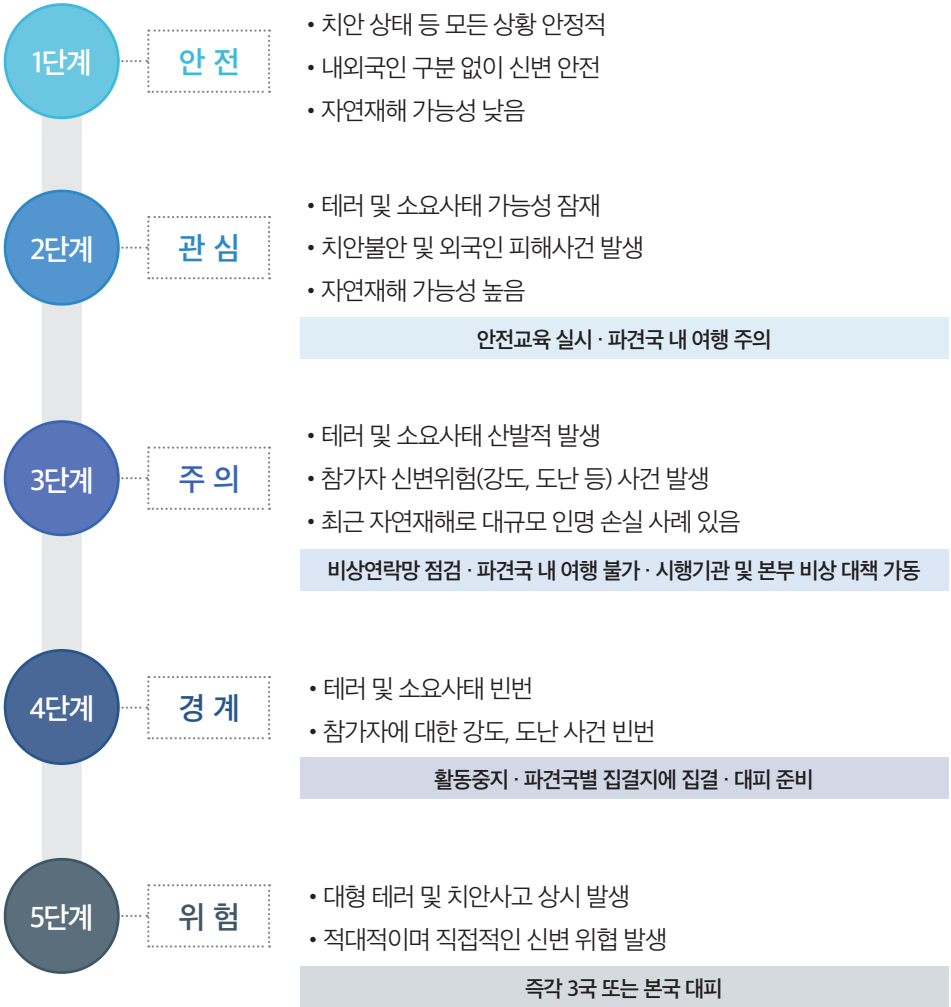 1단계
안 전
• 치안 상태 등 모든 상황 안정적
• 내외국인 구분 없이 신변 안전
• 자연재해 가능성 낮음
2단계
관 심
• 테러 및 소요사태 가능성 잠재
• 치안불안 및 외국인 피해사건 발생
• 자연재해 가능성 높음
안전교육 실시 · 파견국 내 여행 주의
3단계
주 의
• 테러 및 소요사태 산발적 발생
• 참가자 신변위험(강도, 도난 등) 사건 발생
• 최근 자연재해로 대규모 인명 손실 사례 있음
비상연락망 점검 · 파견국 내 여행 불가 · 시행기관 및 본부 비상 대책 가동
4단계
경 계
• 테러 및 소요사태 빈번
• 참가자에 대한 강도, 도난 사건 빈번
활동중지 · 파견국별 집결지에 집결 · 대피 준비
5단계
위 험
• 대형 테러 및 치안사고 상시 발생
• 적대적이며 직접적인 신변 위협 발생
즉각 3국 또는 본국 대피